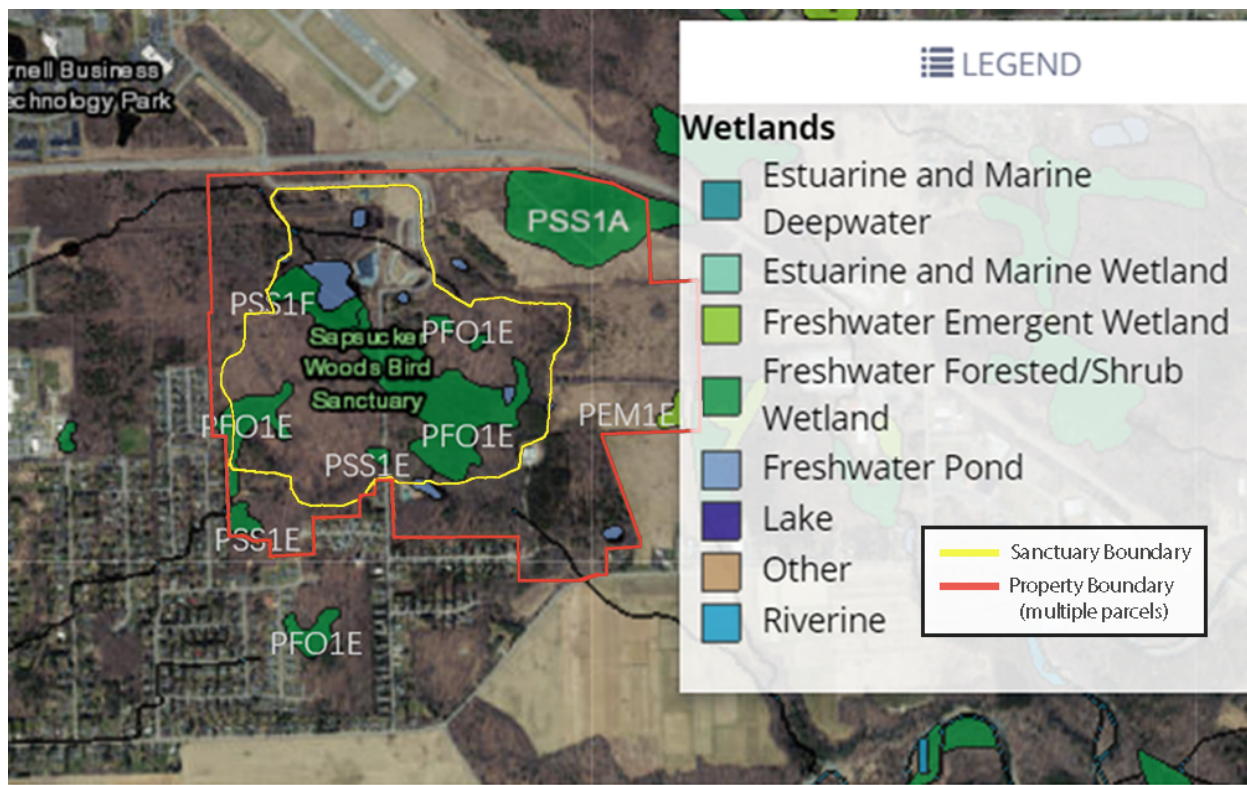 rnell Business
echnology Park
LEGEND
Wetlands
Estuarine and Marine
Deepwater
Estuarine and Marine Wetland
Freshwater Emergent Wetland
Freshwater Forested/Shrub
Wetland
Freshwater Pond
Lake
Other
Riverine
Sanctuary Boundary
Property Boundary
(multiple parcels)
PSS1A
PSS1F
PFO1E
Sapsucker
Woods Bird
Sanctuary
PFO1E
PEM1E
PFO1E
PSS1E
PSS1E
PFO1E